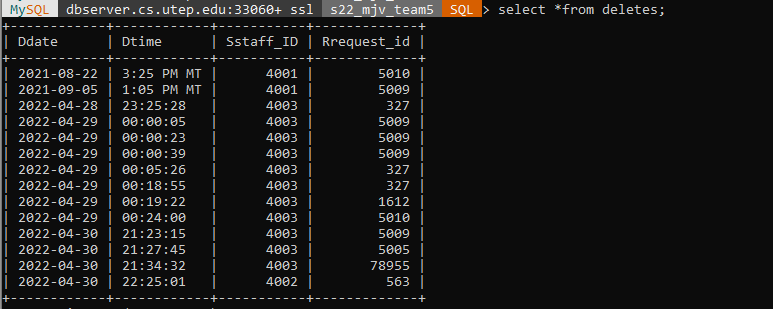 MySQL dbserver.cs.utep.edu:33060+ ssl s22_mjv_team5 SQL > select *from deletes;
+------------+------------+-----------+-------------+
| Ddate      | Dtime      | Sstaff_ID | Rrequest_id |
+------------+------------+-----------+-------------+
| 2021-08-22 | 3:25 PM MT |      4001 |        5010 |
| 2021-09-05 | 1:05 PM MT |      4001 |        5009 |
| 2022-04-28 | 23:25:28   |      4003 |         327 |
| 2022-04-29 | 00:00:05   |      4003 |        5009 |
| 2022-04-29 | 00:00:23   |      4003 |        5009 |
| 2022-04-29 | 00:00:39   |      4003 |        5009 |
| 2022-04-29 | 00:05:26   |      4003 |         327 |
| 2022-04-29 | 00:18:55   |      4003 |         327 |
| 2022-04-29 | 00:19:22   |      4003 |        1612 |
| 2022-04-29 | 00:24:00   |      4003 |        5010 |
| 2022-04-30 | 21:23:15   |      4003 |        5009 |
| 2022-04-30 | 21:27:45   |      4003 |        5005 |
| 2022-04-30 | 21:34:32   |      4003 |       78955 |
| 2022-04-30 | 22:25:01   |      4002 |         563 |
+------------+------------+-----------+-------------+